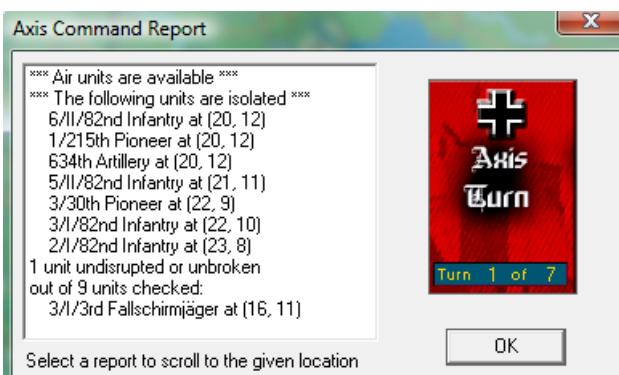 Axis Command Report
X
*** Air units are available ***
*** The following units are isolated ***
6/II/82nd Infantry at (20, 12)
1/215th Pioneer at (20, 12)
634th Artillery at (20, 12)
5/II/82nd Infantry at (21, 11)
3/30th Pioneer at (22, 9)
3/I/82nd Infantry at (22, 10)
2/I/82nd Infantry at (23, 8)
1 unit undisrupted or unbroken
out of 9 units checked:
3/I/3rd Fallschirmjäger at (16, 11)
Select a report to scroll to the given location
Axis
Turn
Turn 1 of 7
OK